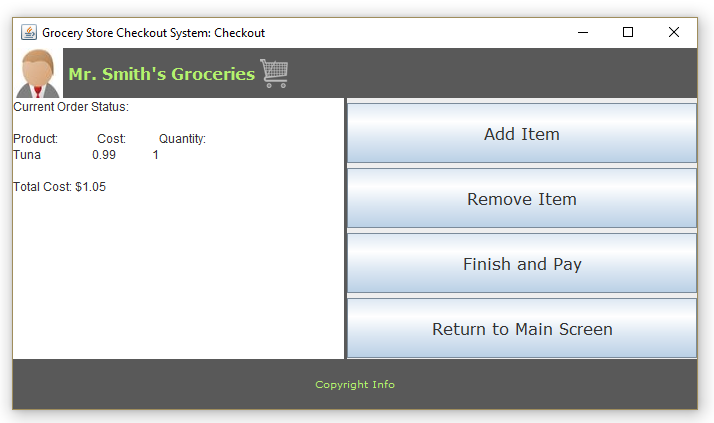 Grocery Store Checkout System: Checkout
Mr. Smith's Groceries
Current Order Status:
Product: Cost: Quantity:
Tuna 0.99 1
Total Cost: $1.05
Add Item
Remove Item
Finish and Pay
Return to Main Screen
Copyright Info